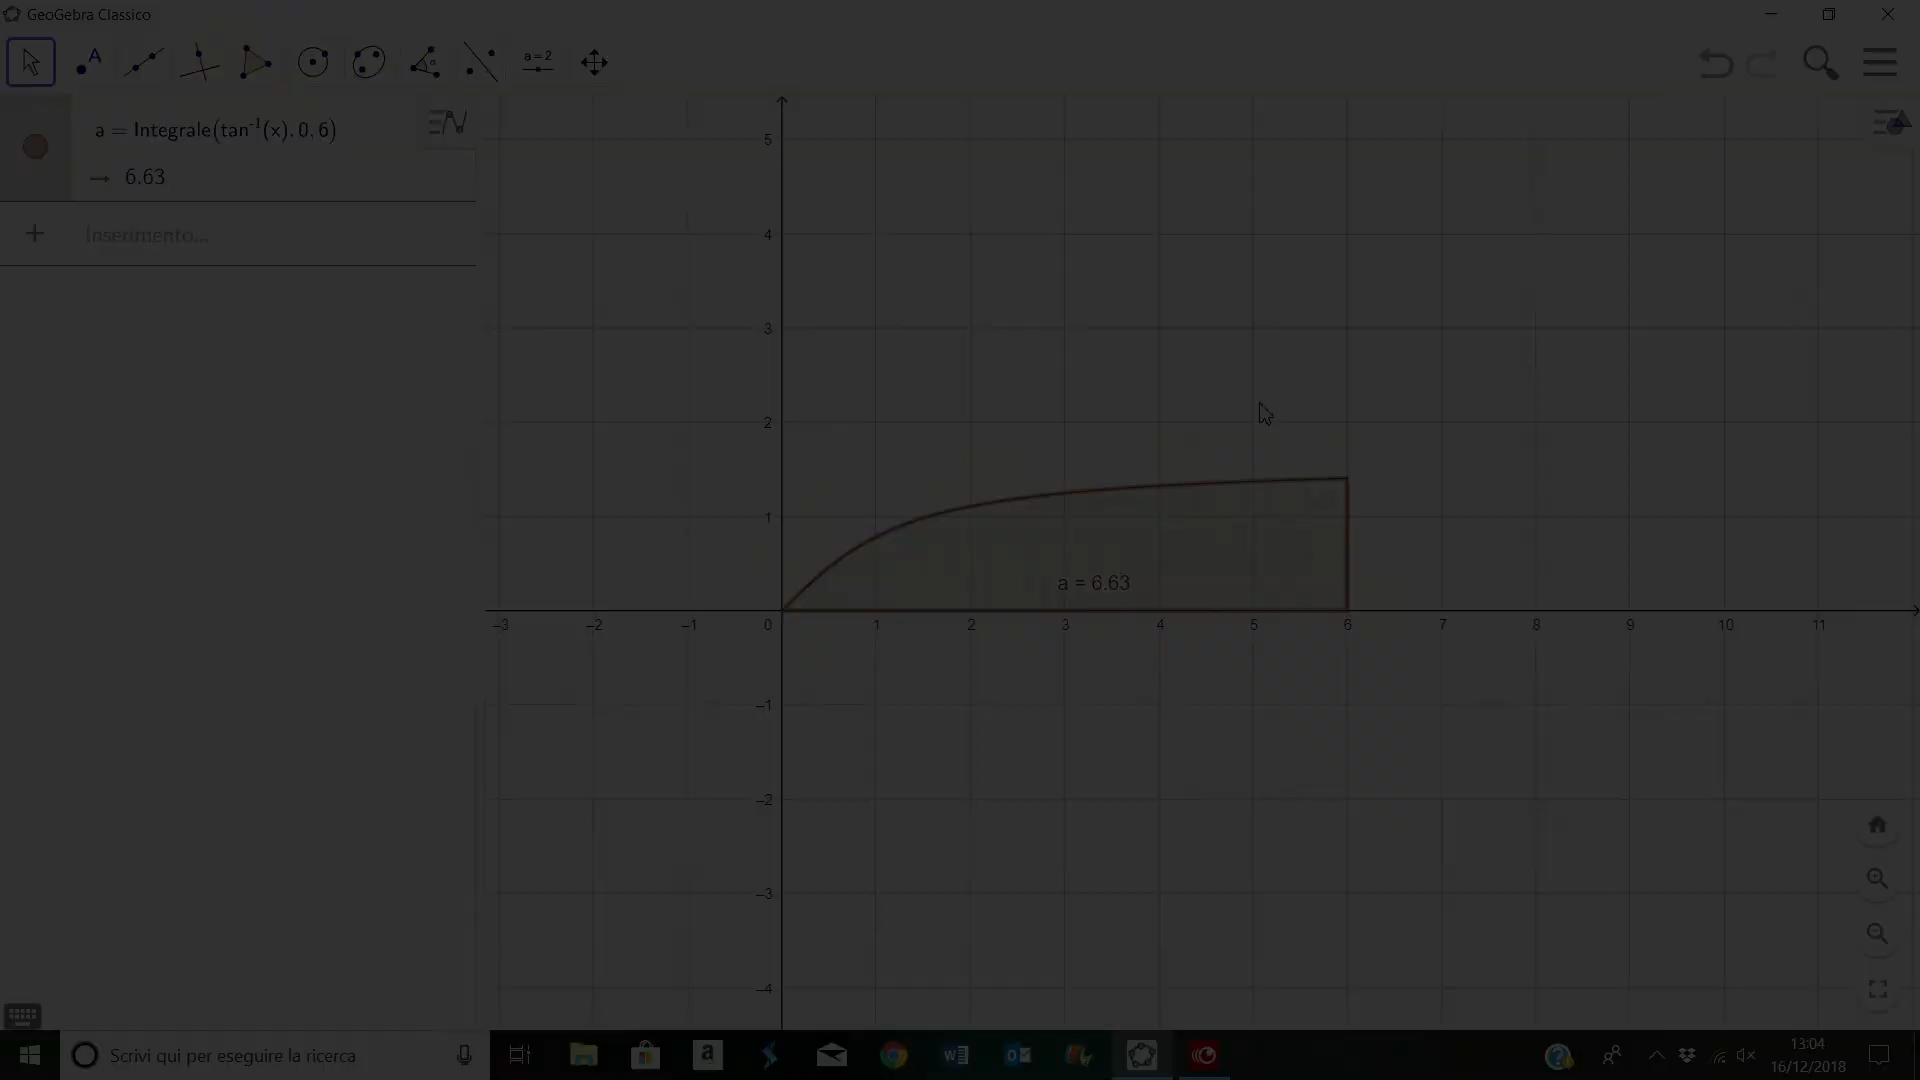 GeoGebra Classico
A
a=2
a = Integrale(tan⁻¹(x), 0, 6)
→ 6.63
+ Inserimento...
5
4
3
2
1
a = 6.63
–3 –2 –1 0 1 2 3 4 5 6 7 8 9 10 11
–1
–2
–3
–4
Scrivi qui per eseguire la ricerca
13:04
16/12/2018